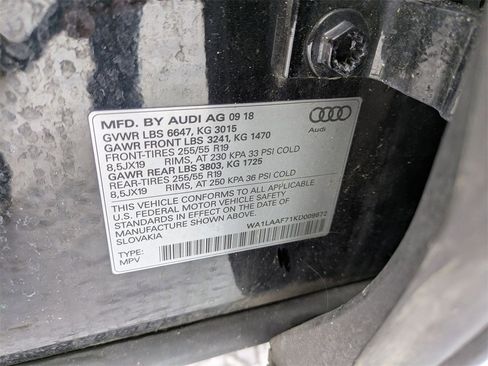 MFD. BY AUDI AG 09 18
GVWR LBS 6647, KG 3015
GAWR FRONT LBS 3241, KG 1470
FRONT-TIRES 255/55 R19
8,5JX19 RIMS, AT 230 KPA 33 PSI COLD
GAWR REAR LBS 3803, KG 1725
REAR-TIRES 255/55 R19
8,5JX19 RIMS, AT 250 KPA 36 PSI COLD
THIS VEHICLE CONFORMS TO ALL APPLICABLE
U.S. FEDERAL MOTOR VEHICLE SAFETY
STANDARDS IN EFFECT ON THE DATE OF
MANUFACTURE SHOWN ABOVE
SLOVAKIA
TYPE:
MPV
Audi